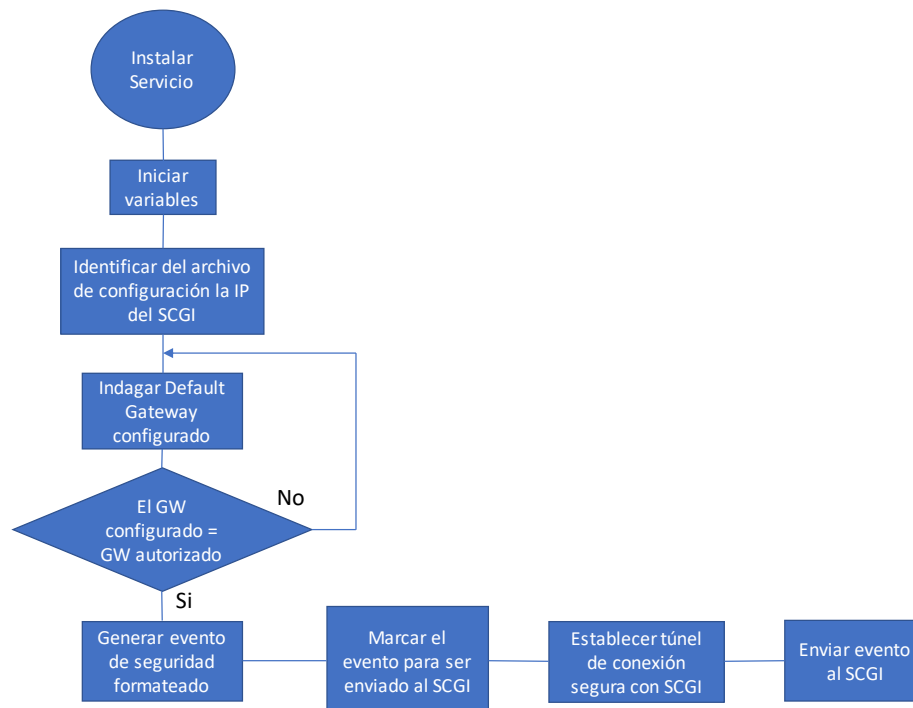 Instalar
Servicio
Iniciar
variables
Identificar del archivo
de configuración la IP
del SCGI
Indagar Default
Gateway
configurado
El GW
configurado =
GW autorizado
No
Si
Generar evento
de seguridad
formateado
Marcar el
evento para ser
enviado al SCGI
Establecer túnel
de conexión
segura con SCGI
Enviar evento
al SCGI